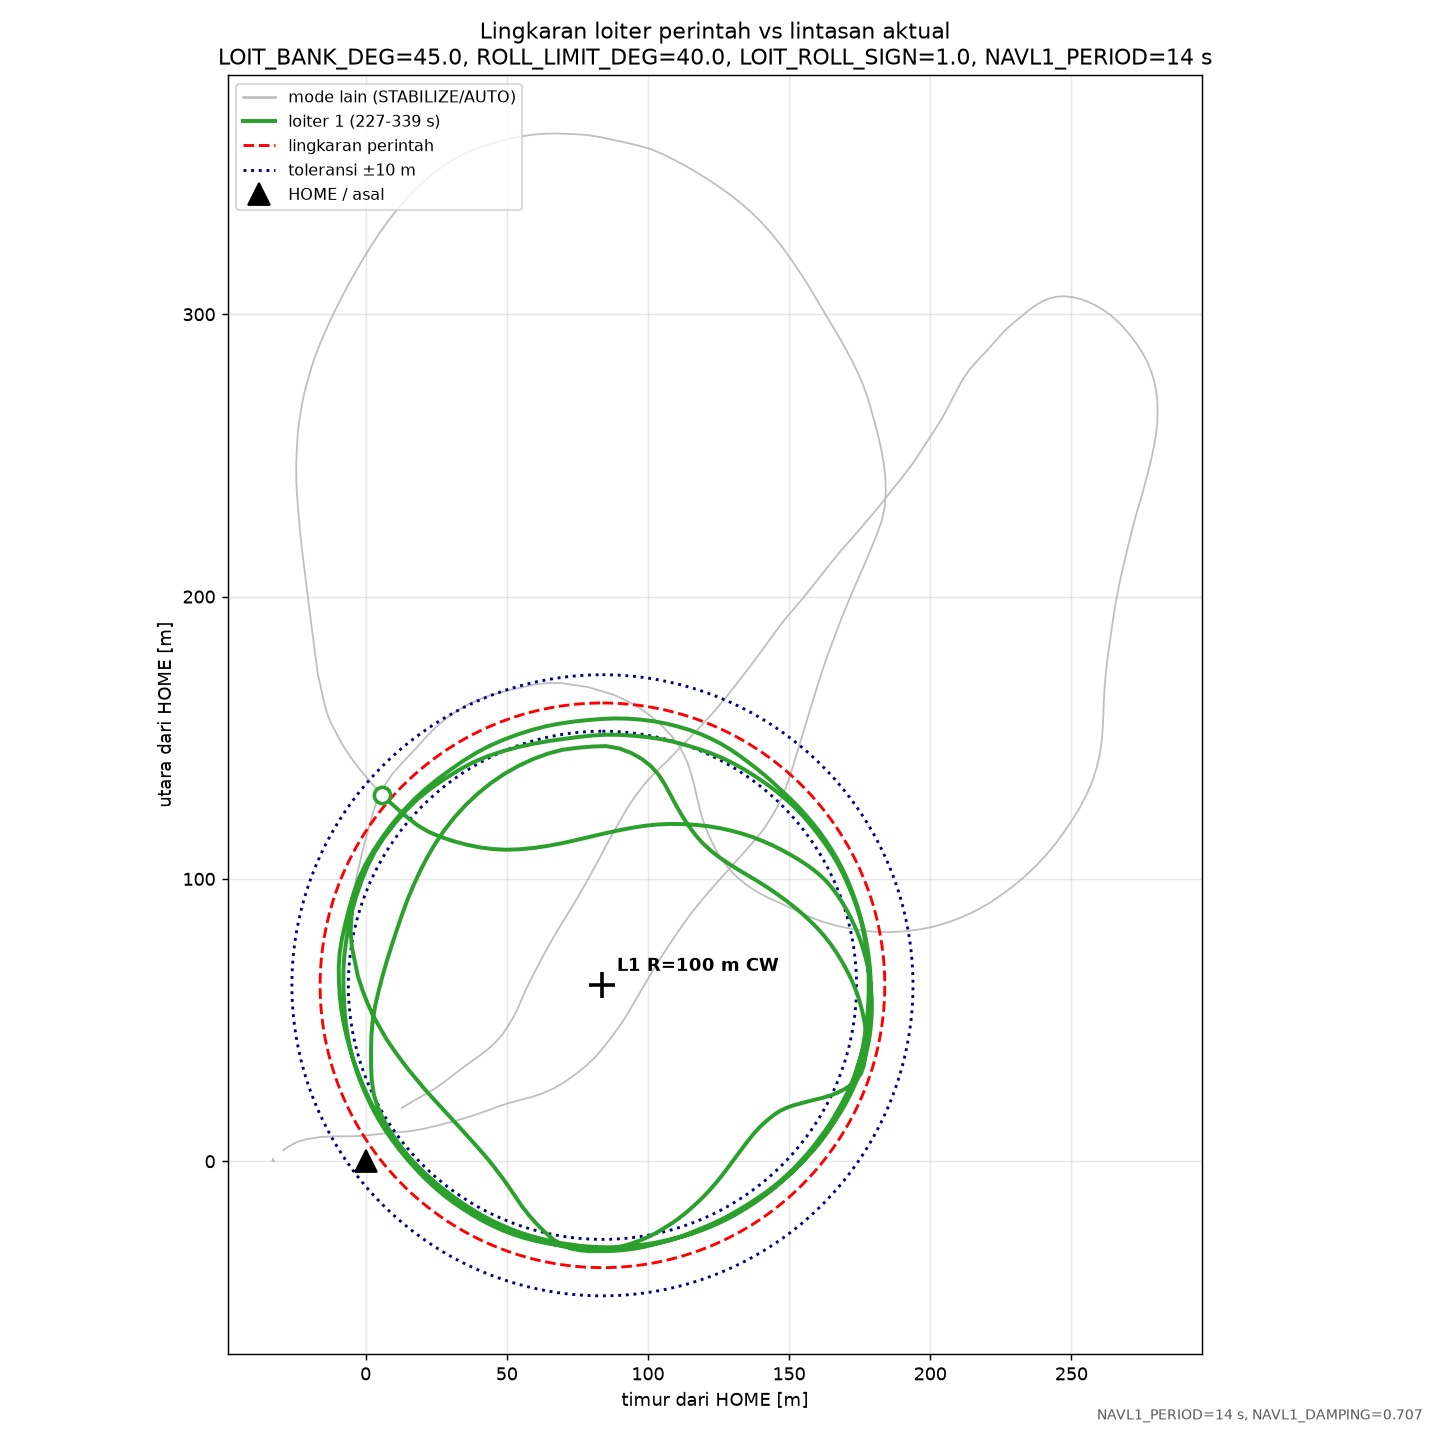 Lingkaran loiter perintah vs lintasan aktual
LOIT_BANK_DEG=45.0, ROLL_LIMIT_DEG=40.0, LOIT_ROLL_SIGN=1.0, NAVL1_PERIOD=14 s
mode lain (STABILIZE/AUTO)
loiter 1 (227-339 s)
lingkaran perintah
toleransi ±10 m
HOME / asal
300
200
100
0
utara dari HOME [m]
L1 R=100 m CW
0
50
100
150
200
250
timur dari HOME [m]
NAVL1_PERIOD=14 s, NAVL1_DAMPING=0.707